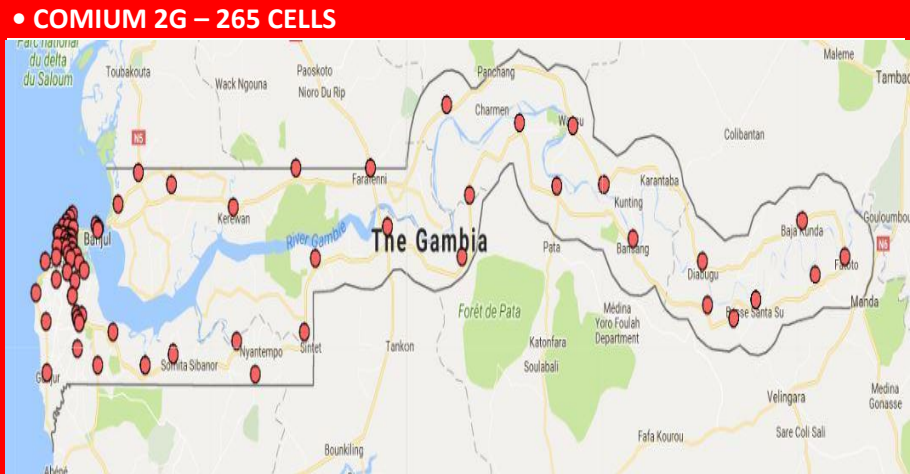 • COMIUM 2G – 265 CELLS
Parc national
du delta
du Saloum
Toubakouta
Wack Ngouna
Paoskoto
Nioro Du Rip
Panchang
Maleme
Charmen
Colibantan
N5
Farafenni
Karantaba
Kerewan
Kunting
Gouloumbou
Banjul
River Gambia
The Gambia
Pata
Bansang
Baja Kunda
N6
Diabugu
Fatoto
Manda
Forêt de Pata
Médina
Yoro Foulah
Department
Basse Santa Su
Katonfara
Soulabali
Tankon
Sintet
Nyantempo
Somita Sibanor
Gunjur
Velingara
Medina
Gonasse
Sare Coli Sali
Fafa Kourou
Bounkiling